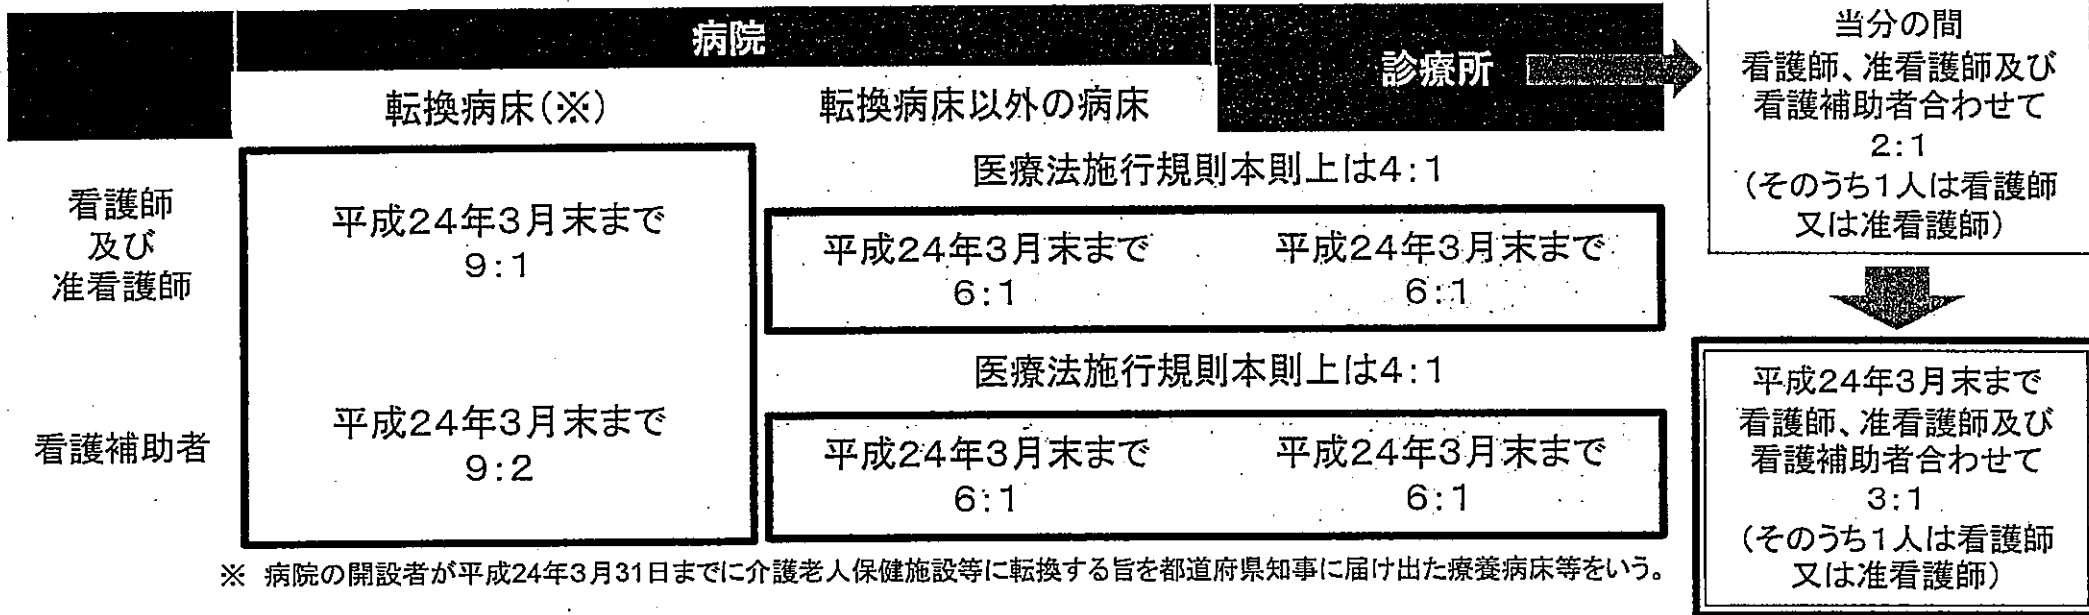 病院
診療所
転換病床(※)
転換病床以外の病床
看護師
及び
准看護師
平成24年3月末まで
9:1
医療法施行規則本則上は4:1
平成24年3月末まで
6:1
平成24年3月末まで
6:1
看護補助者
平成24年3月末まで
9:2
医療法施行規則本則上は4:1
平成24年3月末まで
6:1
平成24年3月末まで
6:1
当分の間
看護師、准看護師及び
看護補助者合わせて
2:1
(そのうち1人は看護師
又は准看護師)
平成24年3月末まで
看護師、准看護師及び
看護補助者合わせて
3:1
(そのうち1人は看護師
又は准看護師)
※ 病院の開設者が平成24年3月31日までに介護老人保健施設等に転換する旨を都道府県知事に届け出た療養病床等をいう。